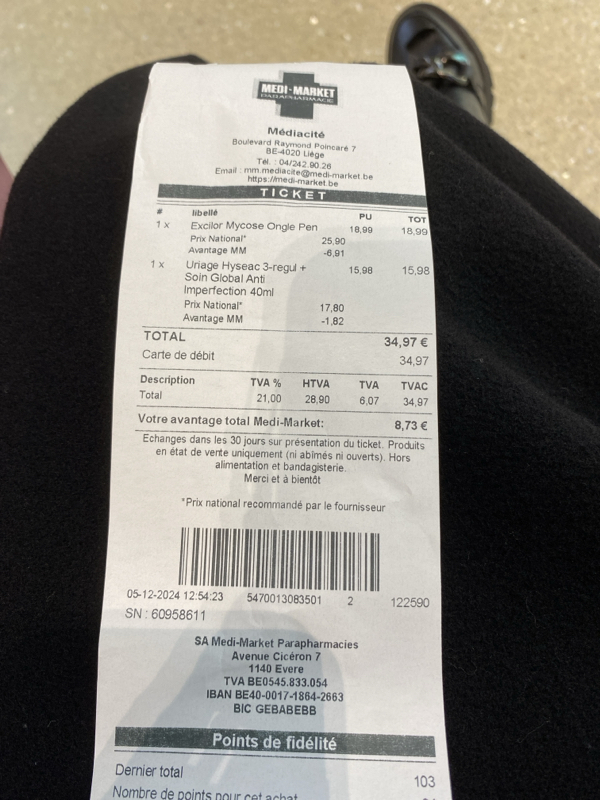 MEDI-MARKET
PARAPHARMACIE
Médiacité
Boulevard Raymond Poincaré 7
BE-4020 Liège
Tél. : 04/242.90.26
Email : mm.mediacite@medi-market.be
https://medi-market.be
TICKET
# libellé PU TOT
1 x Excilor Mycose Ongle Pen 18,99 18,99
Prix National* 25,90
Avantage MM -6,91
1 x Uriage Hyseac 3-regul + 15,98 15,98
Soin Global Anti
Imperfection 40ml
Prix National* 17,80
Avantage MM -1,82
TOTAL 34,97 €
Carte de débit 34,97
Description TVA % HTVA TVA TVAC
Total 21,00 28,90 6,07 34,97
Votre avantage total Medi-Market: 8,73 €
Echanges dans les 30 jours sur présentation du ticket. Produits
en état de vente uniquement (ni abîmés ni ouverts). Hors
alimentation et bandagisterie.
Merci et à bientôt
*Prix national recommandé par le fournisseur
05-12-2024 12:54:23 5470013083501 2 122590
SN : 60958611
SA Medi-Market Parapharmacies
Avenue Cicéron 7
1140 Evere
TVA BE0545.833.054
IBAN BE40-0017-1864-2663
BIC GEBABEBB
Points de fidélité
Dernier total 103
Nombre de points pour cet achat